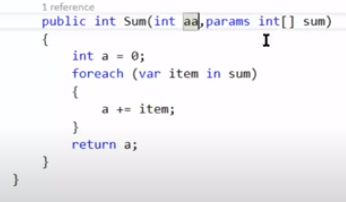 1 reference
public int Sum(int aa,params int[] sum)
{
int a = 0;
foreach (var item in sum)
{
a += item;
}
return a;
}
}